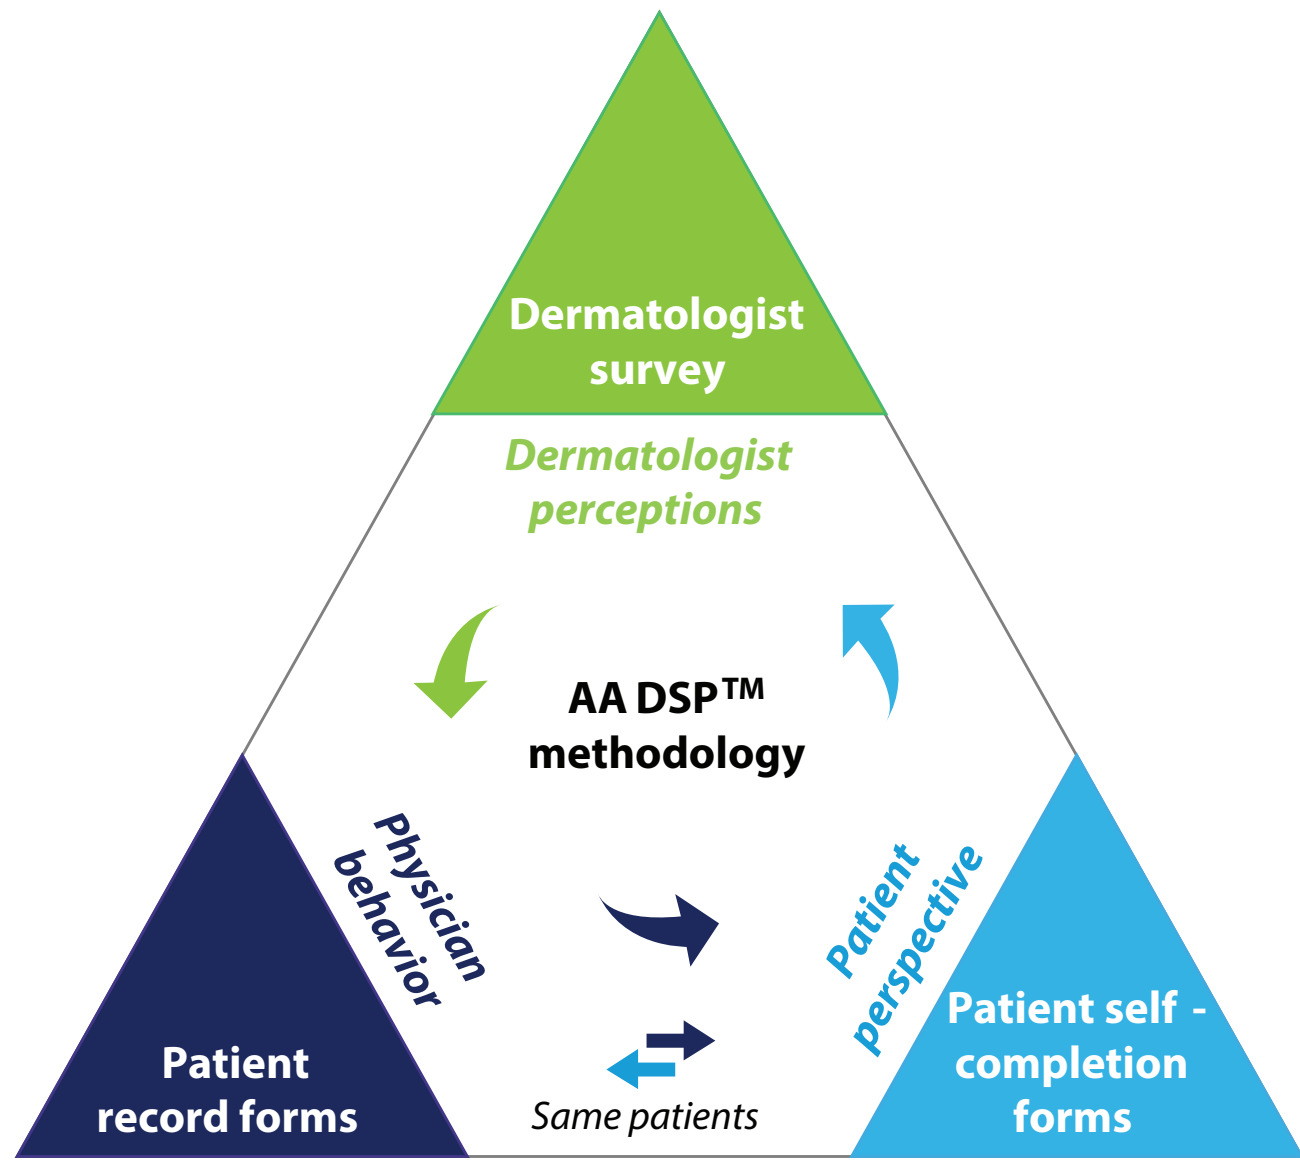 Dermatologist
survey
Dermatologist
perceptions
AA DSP™
methodology
Physician
behavior
Patient
perspective
Patient
record forms
Same patients
Patient self -
completion
forms